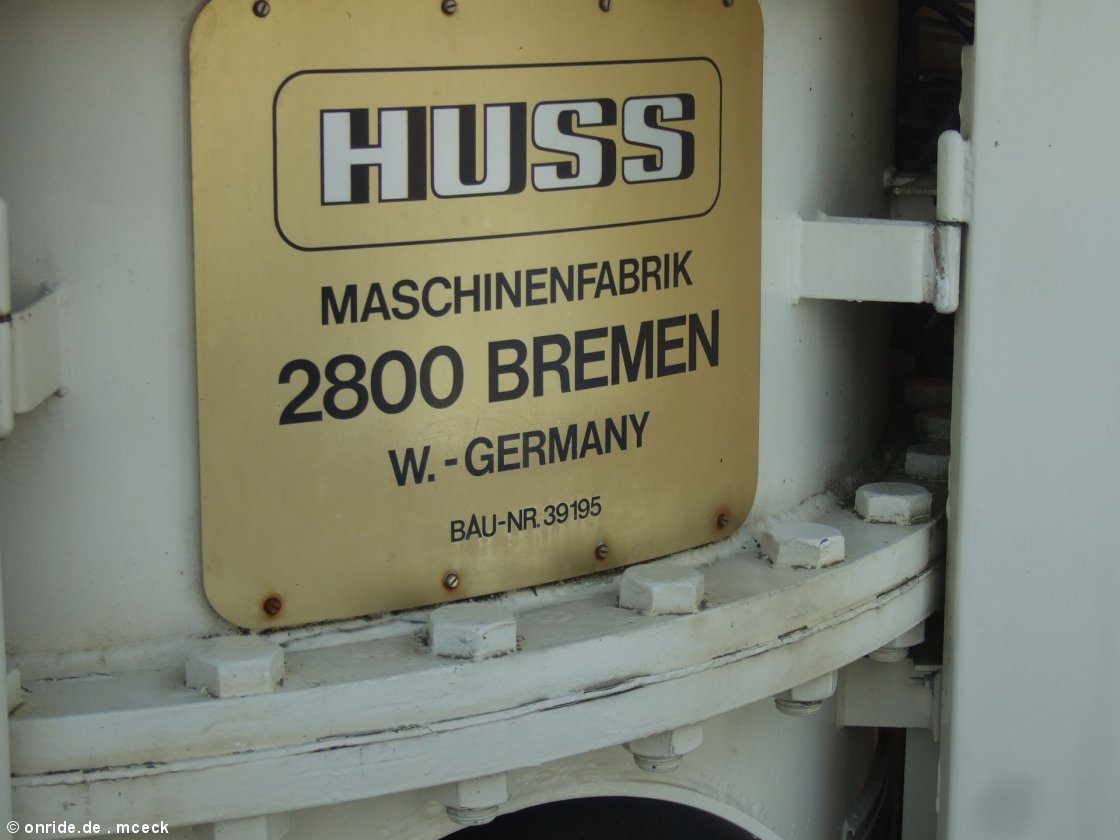 HUSS
MASCHINENFABRIK
2800 BREMEN
W.-GERMANY
BAU-NR. 39195
© onride.de . mceck